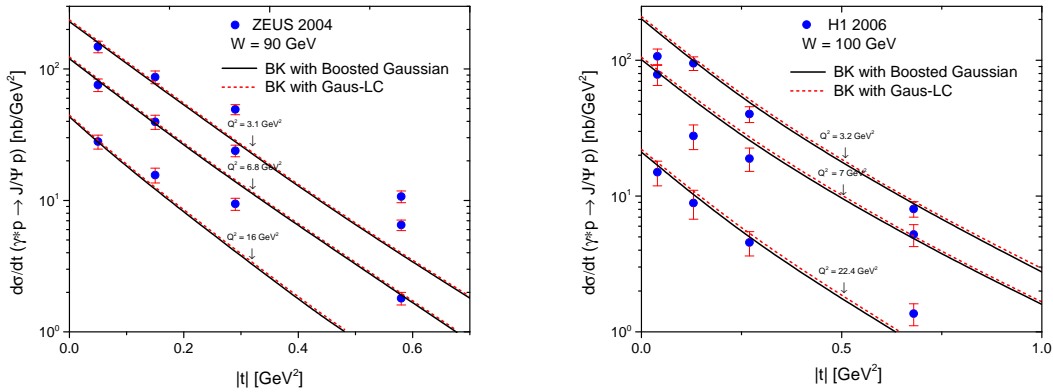 ZEUS 2004
W = 90 GeV
BK with Boosted Gaussian
BK with Gaus-LC
Q² = 3.1 GeV²
Q² = 6.8 GeV²
Q² = 16 GeV²
10²
10¹
10⁰
dσ/dt (γ*p → J/Ψ p) [nb/GeV²]
0.0 0.2 0.4 0.6
|t| [GeV²]
H1 2006
W = 100 GeV
BK with Boosted Gaussian
BK with Gaus-LC
Q² = 3.2 GeV²
Q² = 7 GeV²
Q² = 22.4 GeV²
10²
10¹
10⁰
dσ/dt (γ*p → J/Ψ p) [nb/GeV²]
0.0 0.5 1.0
|t| [GeV²]